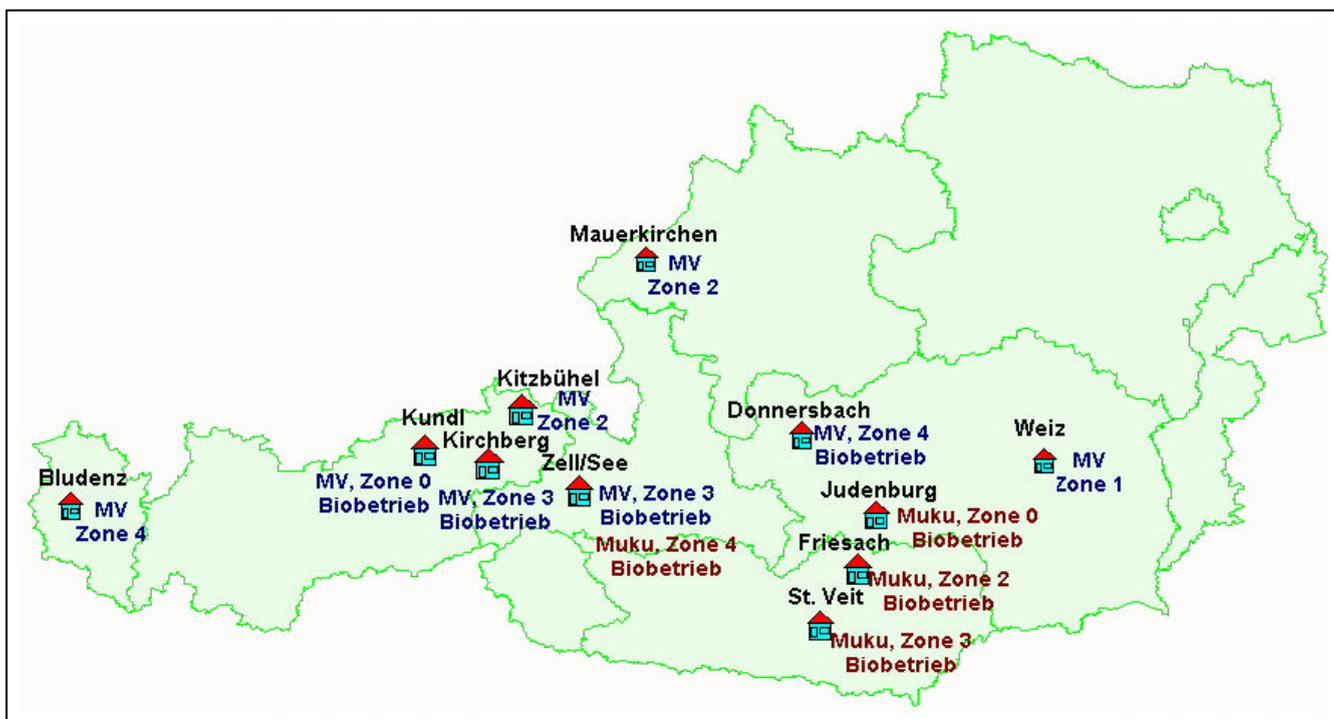 Mauerkirchen
MV
Zone 2
Kitzbühel
MV
Zone 2
Kundl
MV, Zone 0
Biobetrieb
Kirchberg
MV, Zone 3
Biobetrieb
Zell/See
MV, Zone 3
Biobetrieb
Muku, Zone 4
Biobetrieb
Bludenz
MV
Zone 4
Donnersbach
MV, Zone 4
Biobetrieb
Weiz
MV
Zone 1
Judenburg
Muku, Zone 0
Biobetrieb
Friesach
Muku, Zone 2
Biobetrieb
St. Veit
Muku, Zone 3
Biobetrieb